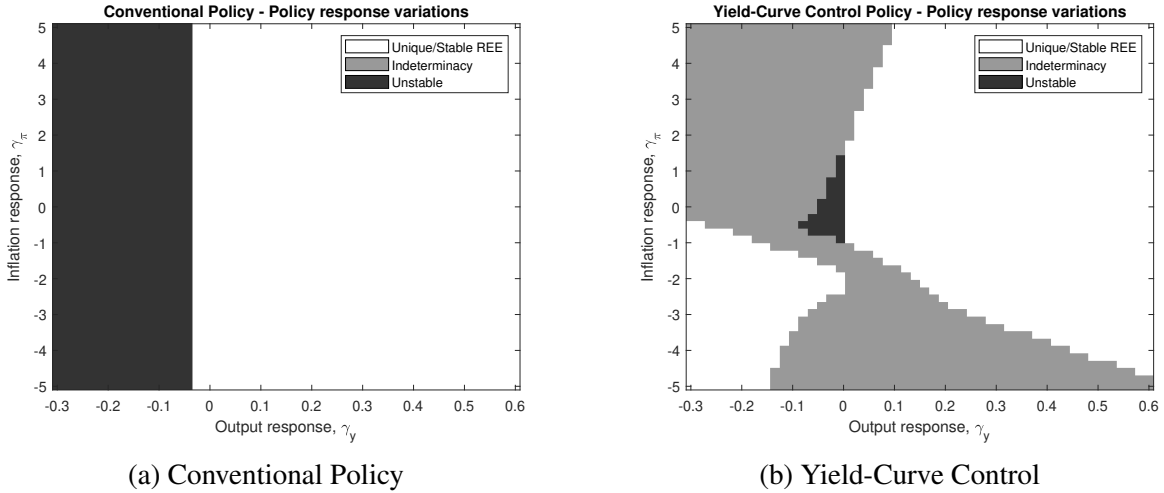 Conventional Policy - Policy response variations
Unique/Stable REE
Indeterminacy
Unstable
5
4
3
2
1
0
-1
-2
-3
-4
-5
Inflation response, γ_π
-0.3 -0.2 -0.1 0 0.1 0.2 0.3 0.4 0.5 0.6
Output response, γ_y
(a) Conventional Policy
Yield-Curve Control Policy - Policy response variations
Unique/Stable REE
Indeterminacy
Unstable
5
4
3
2
1
0
-1
-2
-3
-4
-5
Inflation response, γ_π
-0.3 -0.2 -0.1 0 0.1 0.2 0.3 0.4 0.5 0.6
Output response, γ_y
(b) Yield-Curve Control